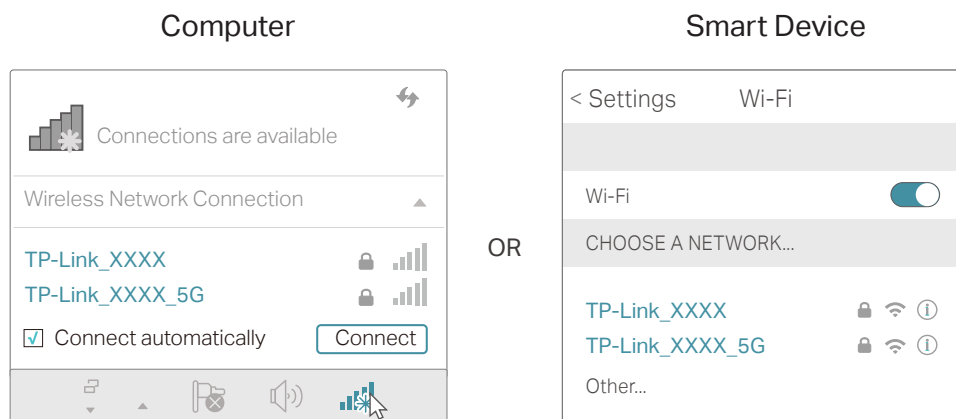 Computer
Connections are available
Wireless Network Connection
TP-Link_XXXX
TP-Link_XXXX_5G
Connect automatically
Connect
OR
Smart Device
< Settings
Wi-Fi
Wi-Fi
CHOOSE A NETWORK...
TP-Link_XXXX
TP-Link_XXXX_5G
Other...